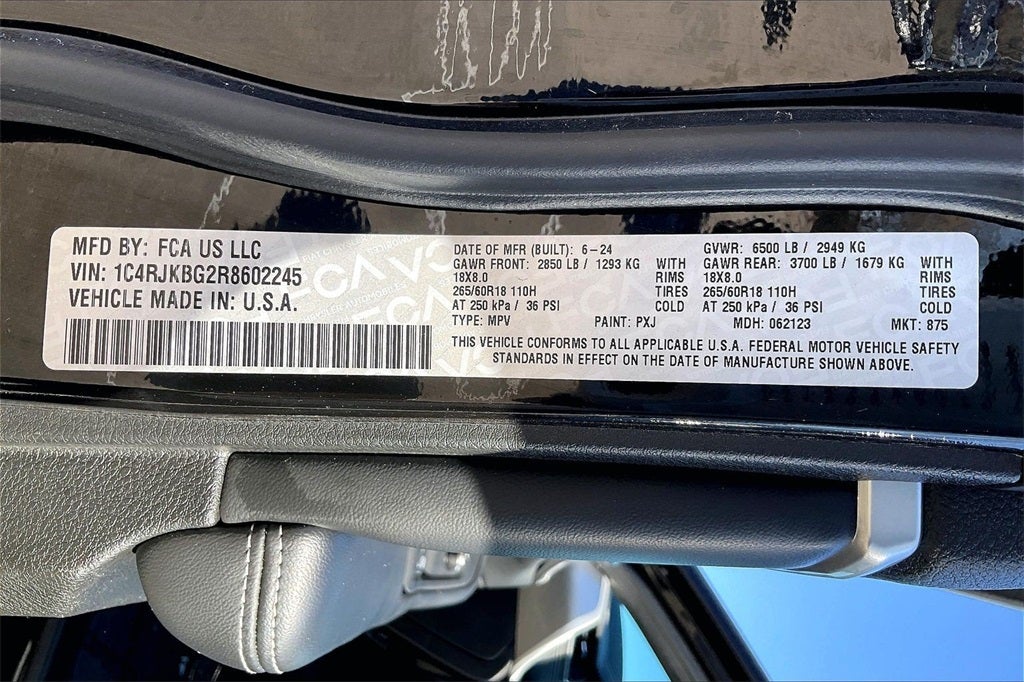 MFD BY: FCA US LLC
VIN: 1C4RJKBG2R8602245
VEHICLE MADE IN: U.S.A.
DATE OF MFR (BUILT): 6-24 GVWR: 6500 LB / 2949 KG
GAWR FRONT: 2850 LB / 1293 KG WITH GAWR REAR: 3700 LB / 1679 KG WITH
18X8.0 RIMS 18X8.0 RIMS
265/60R18 110H TIRES 265/60R18 110H TIRES
AT 250 kPa / 36 PSI COLD AT 250 kPa / 36 PSI COLD
TYPE: MPV PAINT: PXJ MDH: 062123 MKT: 875
THIS VEHICLE CONFORMS TO ALL APPLICABLE U.S.A. FEDERAL MOTOR VEHICLE SAFETY
STANDARDS IN EFFECT ON THE DATE OF MANUFACTURE SHOWN ABOVE.